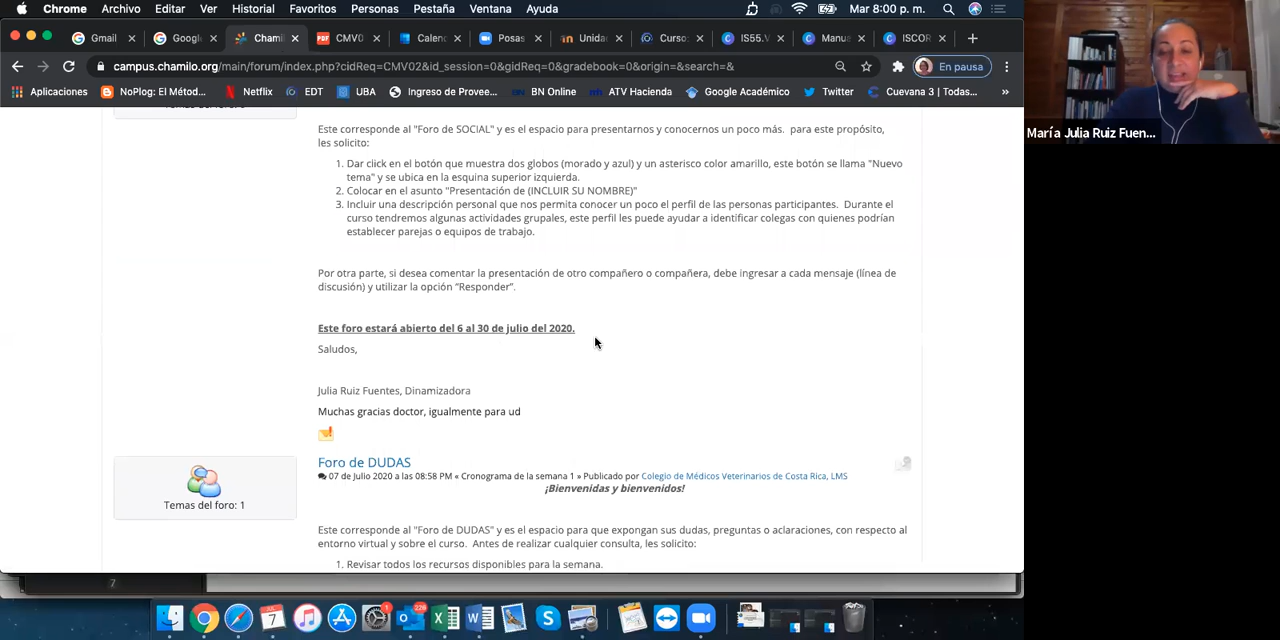 Chrome Archivo Editar Ver Historial Favoritos Personas Pestaña Ventana Ayuda Mar 8:00 p. m.
Gmail Google Chamil CMV0 Calend Posas Unidad Curso: IS55.V Manua ISCOR
campus.chamilo.org/main/forum/index.php?cidReq=CMV02&id_session=0&gidReq=0&gradebook=0&origin=&search=& En pausa
Aplicaciones NoPlog: El Métod... Netflix EDT UBA Ingreso de Provee... BN Online ATV Hacienda Google Académico Twitter Cuevana 3 | Todas... »
María Julia Ruiz Fuen...
Este corresponde al "Foro de SOCIAL" y es el espacio para presentarnos y conocernos un poco más. para este propósito,
les solicito:
1. Dar click en el botón que muestra dos globos (morado y azul) y un asterisco color amarillo, este botón se llama "Nuevo
tema" y se ubica en la esquina superior izquierda.
2. Colocar en el asunto "Presentación de (INCLUIR SU NOMBRE)"
3. Incluir una descripción personal que nos permita conocer un poco el perfil de las personas participantes. Durante el
curso tendremos algunas actividades grupales, este perfil les puede ayudar a identificar colegas con quienes podrían
establecer parejas o equipos de trabajo.
Por otra parte, si desea comentar la presentación de otro compañero o compañera, debe ingresar a cada mensaje (línea de
discusión) y utilizar la opción “Responder”.
Este foro estará abierto del 6 al 30 de julio del 2020.
Saludos,
Julia Ruiz Fuentes, Dinamizadora
Muchas gracias doctor, igualmente para ud
Foro de DUDAS
07 de Julio 2020 a las 08:58 PM « Cronograma de la semana 1 » Publicado por Colegio de Médicos Veterinarios de Costa Rica, LMS
¡Bienvenidas y bienvenidos!
Temas del foro: 1
Este corresponde al "Foro de DUDAS" y es el espacio para que expongan sus dudas, preguntas o aclaraciones, con respecto al
entorno virtual y sobre el curso. Antes de realizar cualquier consulta, les solicito:
1. Revisar todos los recursos disponibles para la semana.
7
7 1 228